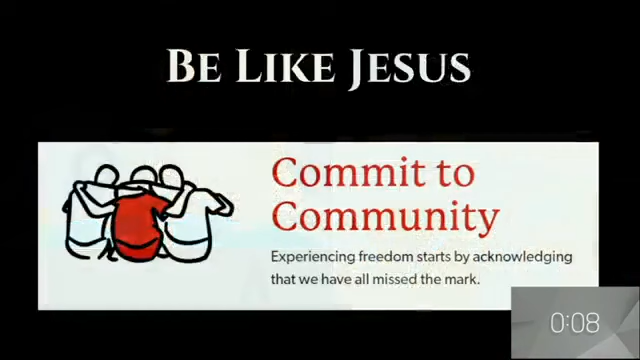 BE LIKE JESUS
Commit to
Community
Experiencing freedom starts by acknowledging
that we have all missed the mark.
0:08